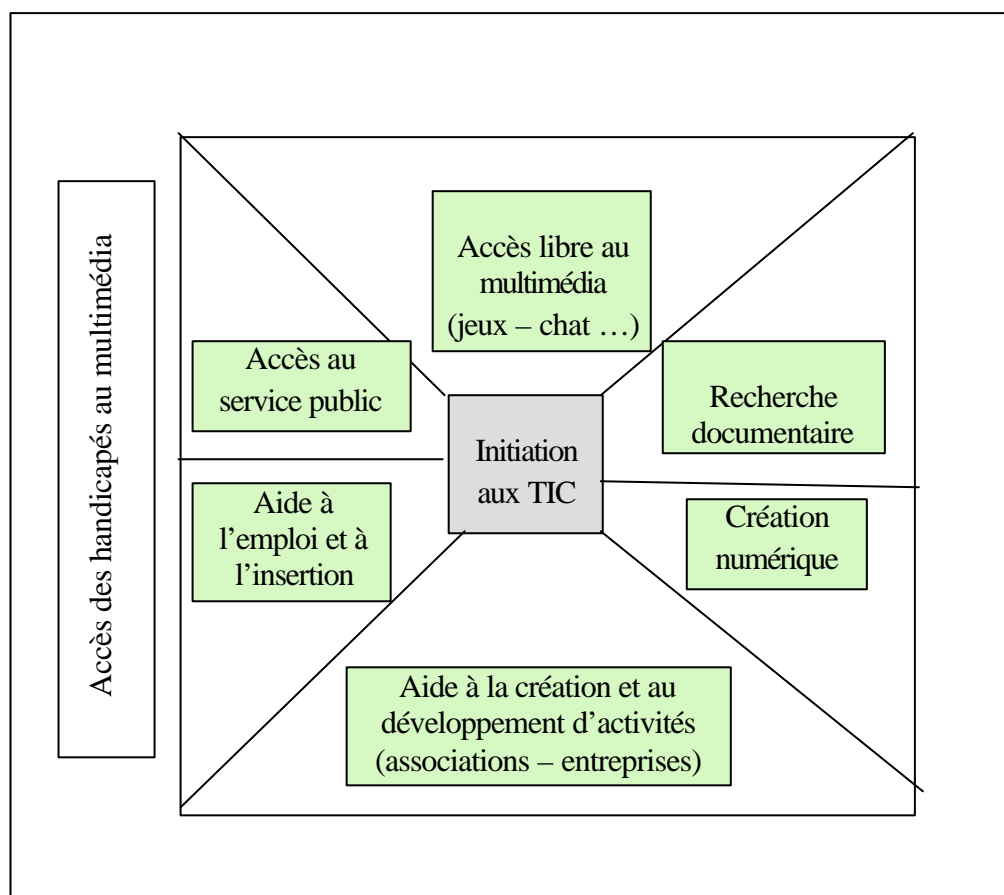 Accès des handicapés au multimédia
Accès libre au
multimédia
(jeux – chat …)
Accès au
service public
Recherche
documentaire
Initiation
aux TIC
Aide à
l’emploi et à
l’insertion
Création
numérique
Aide à la création et au
développement d’activités
(associations – entreprises)